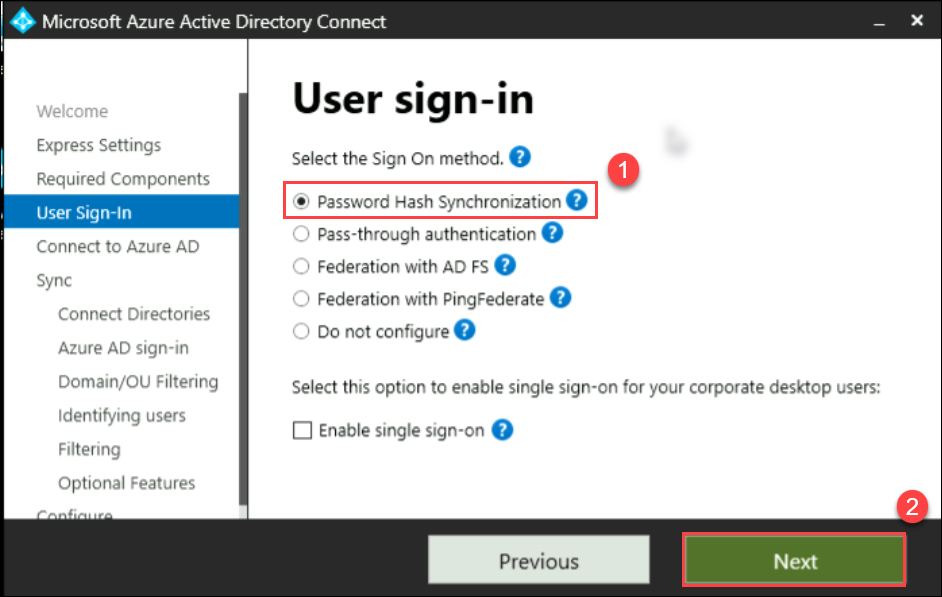 Microsoft Azure Active Directory Connect
Welcome
Express Settings
Required Components
User Sign-In
Connect to Azure AD
Sync
Connect Directories
Azure AD sign-in
Domain/OU Filtering
Identifying users
Filtering
Optional Features
Configure
User sign-in
Select the Sign On method. ?
1
Password Hash Synchronization ?
Pass-through authentication ?
Federation with AD FS ?
Federation with PingFederate ?
Do not configure ?
Select this option to enable single sign-on for your corporate desktop users:
Enable single sign-on ?
2
Previous
Next